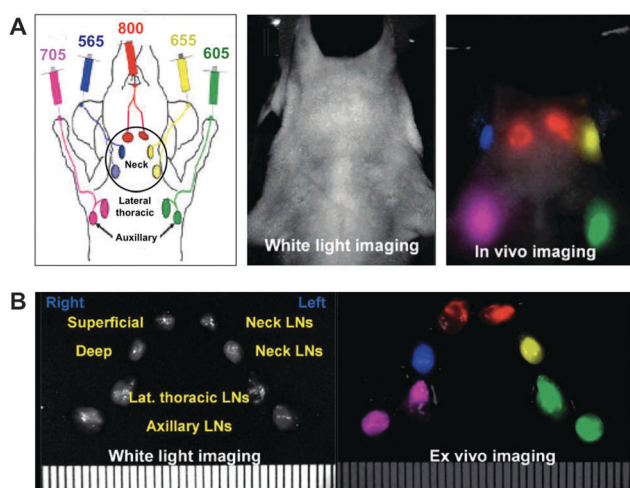 A
705
565
800
655
605
Neck
Lateral
thoracic
Auxillary
White light imaging
In vivo imaging
B
Right
Left
Superficial
Neck LNs
Deep
Neck LNs
Lat. thoracic LNs
Axillary LNs
White light imaging
Ex vivo imaging